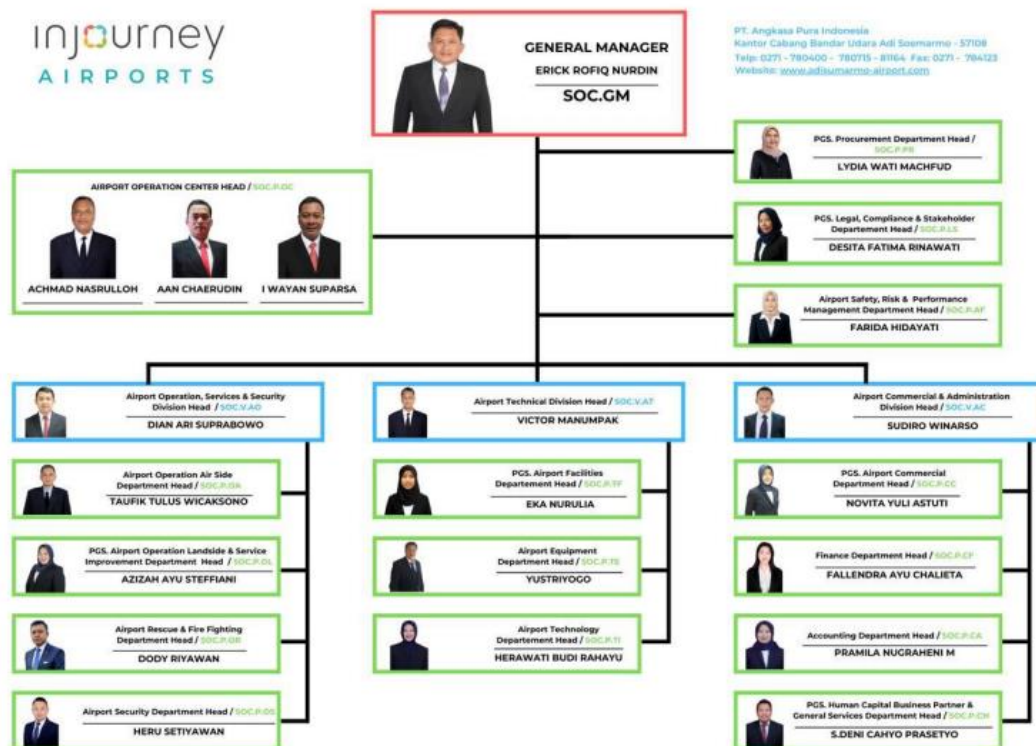 injourney
AIRPORTS
GENERAL MANAGER
ERICK ROFIQ NURDIN
SOC.GM
PT. Angkasa Pura Indonesia
Kantor Cabang Bandar Udara Adi Soemarmo - 57108
Telp: 0271 - 780400 - 780715 - 81164 Fax: 0271 - 784123
Website: www.adisumarmo-airport.com
PGS. Procurement Department Head /
SOC.P.PR
LYDIA WATI MACHFUD
AIRPORT OPERATION CENTER HEAD / SOC.P.OC
ACHMAD NASRULLOH
AAN CHAERUDIN
I WAYAN SUPARSA
PGS. Legal, Compliance & Stakeholder
Departement Head / SOC.P.LS
DESITA FATIMA RINAWATI
Airport Safety, Risk & Performance
Management Department Head / SOC.P.AF
FARIDA HIDAYATI
Airport Operation, Services & Security
Division Head / SOC.V.AO
DIAN ARI SUPRABOWO
Airport Operation Air Side
Department Head / SOC.P.OA
TAUFIK TULUS WICAKSONO
PGS. Airport Operation Landside & Service
Improvement Department Head / SOC.P.OL
AZIZAH AYU STEFFIANI
Airport Rescue & Fire Fighting
Department Head / SOC.P.OR
DODY RIYAWAN
Airport Security Department Head / SOC.P.OS
HERU SETIYAWAN
Airport Technical Division Head / SOC.V.AT
VICTOR MANUMPAK
PGS. Airport Facilities
Departement Head / SOC.P.TF
EKA NURULIA
Airport Equipment
Department Head / SOC.P.TE
YUSTRIYOGO
Airport Technology
Departement Head / SOC.P.TI
HERAWATI BUDI RAHAYU
Airport Commercial & Administration
Division Head / SOC.V.AC
SUDIRO WINARSO
PGS. Airport Commercial
Department Head / SOC.P.CC
NOVITA YULI ASTUTI
Finance Department Head / SOC.P.CF
FALLENDRA AYU CHALIETA
Accounting Department Head / SOC.P.CA
PRAMILA NUGRAHENI M
PGS. Human Capital Business Partner &
General Services Department Head / SOC.P.CH
S.DENI CAHYO PRASETYO